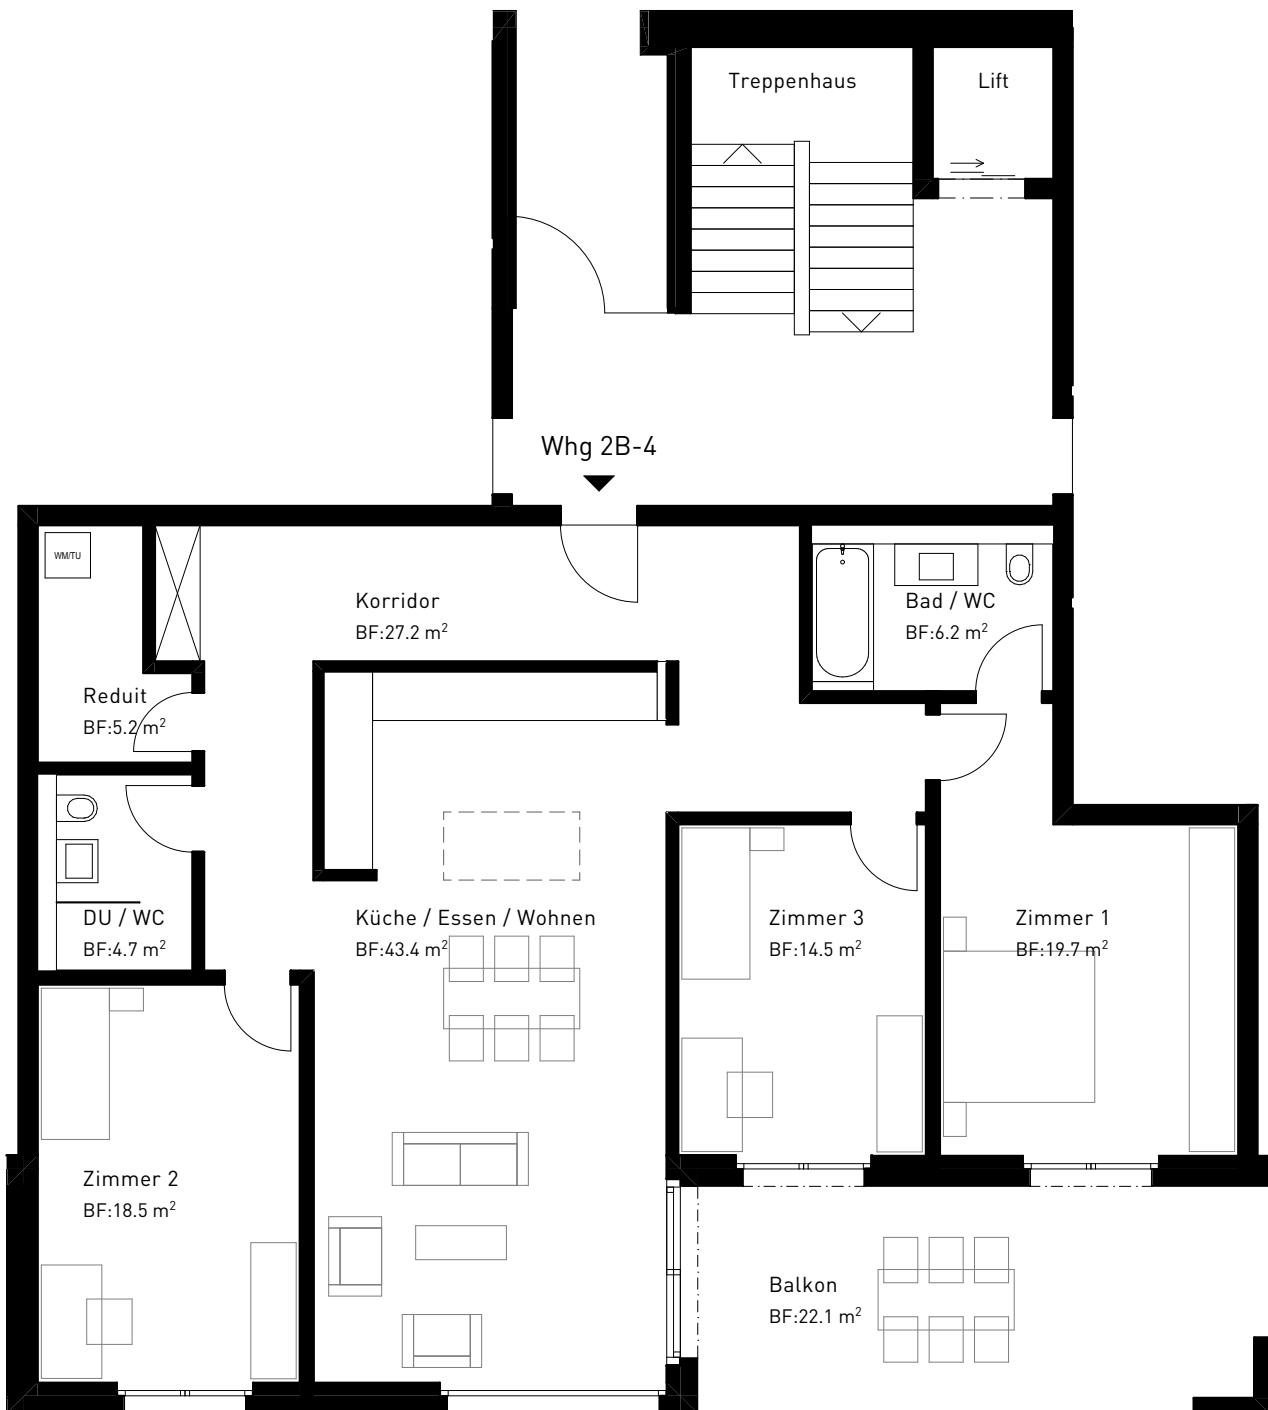 Treppenhaus
Lift
Whg 2B-4
WM/TU
Korridor
BF:27.2 m²
Bad / WC
BF:6.2 m²
Reduit
BF:5.2 m²
DU / WC
BF:4.7 m²
Küche / Essen / Wohnen
BF:43.4 m²
Zimmer 3
BF:14.5 m²
Zimmer 1
BF:19.7 m²
Zimmer 2
BF:18.5 m²
Balkon
BF:22.1 m²